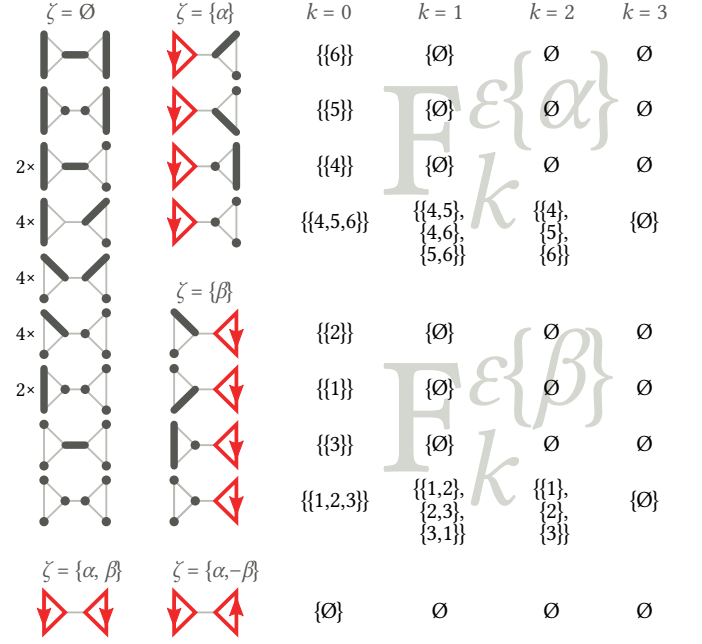 ζ = Ø ζ = {α} k = 0 k = 1 k = 2 k = 3
{{6}} {Ø} Ø Ø
{{5}} {Ø} Ø Ø
F_k^{ε{α}}
2× {{4}} {Ø} Ø Ø
4× {{4,5,6}} {{4,5}, {{4}, {Ø}
{4,6}, {5},
{5,6}} {6}}
4×
ζ = {β}
4× {{2}} {Ø} Ø Ø
2× {{1}} {Ø} Ø Ø
F_k^{ε{β}}
{{3}} {Ø} Ø Ø
{{1,2,3}} {{1,2}, {{1}, {Ø}
{2,3}, {2},
{3,1}} {3}}
ζ = {α, β} ζ = {α,−β}
{Ø} Ø Ø Ø